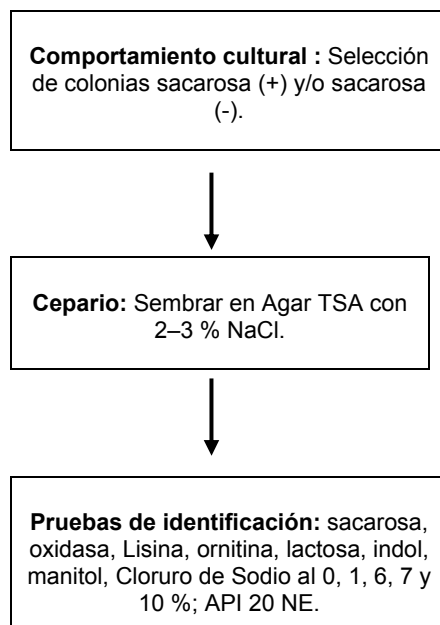 Comportamiento cultural : Selección
de colonias sacarosa (+) y/o sacarosa
(-).
Cepario: Sembrar en Agar TSA con
2–3 % NaCl.
Pruebas de identificación: sacarosa,
oxidasa, Lisina, ornitina, lactosa, indol,
manitol, Cloruro de Sodio al 0, 1, 6, 7 y
10 %; API 20 NE.